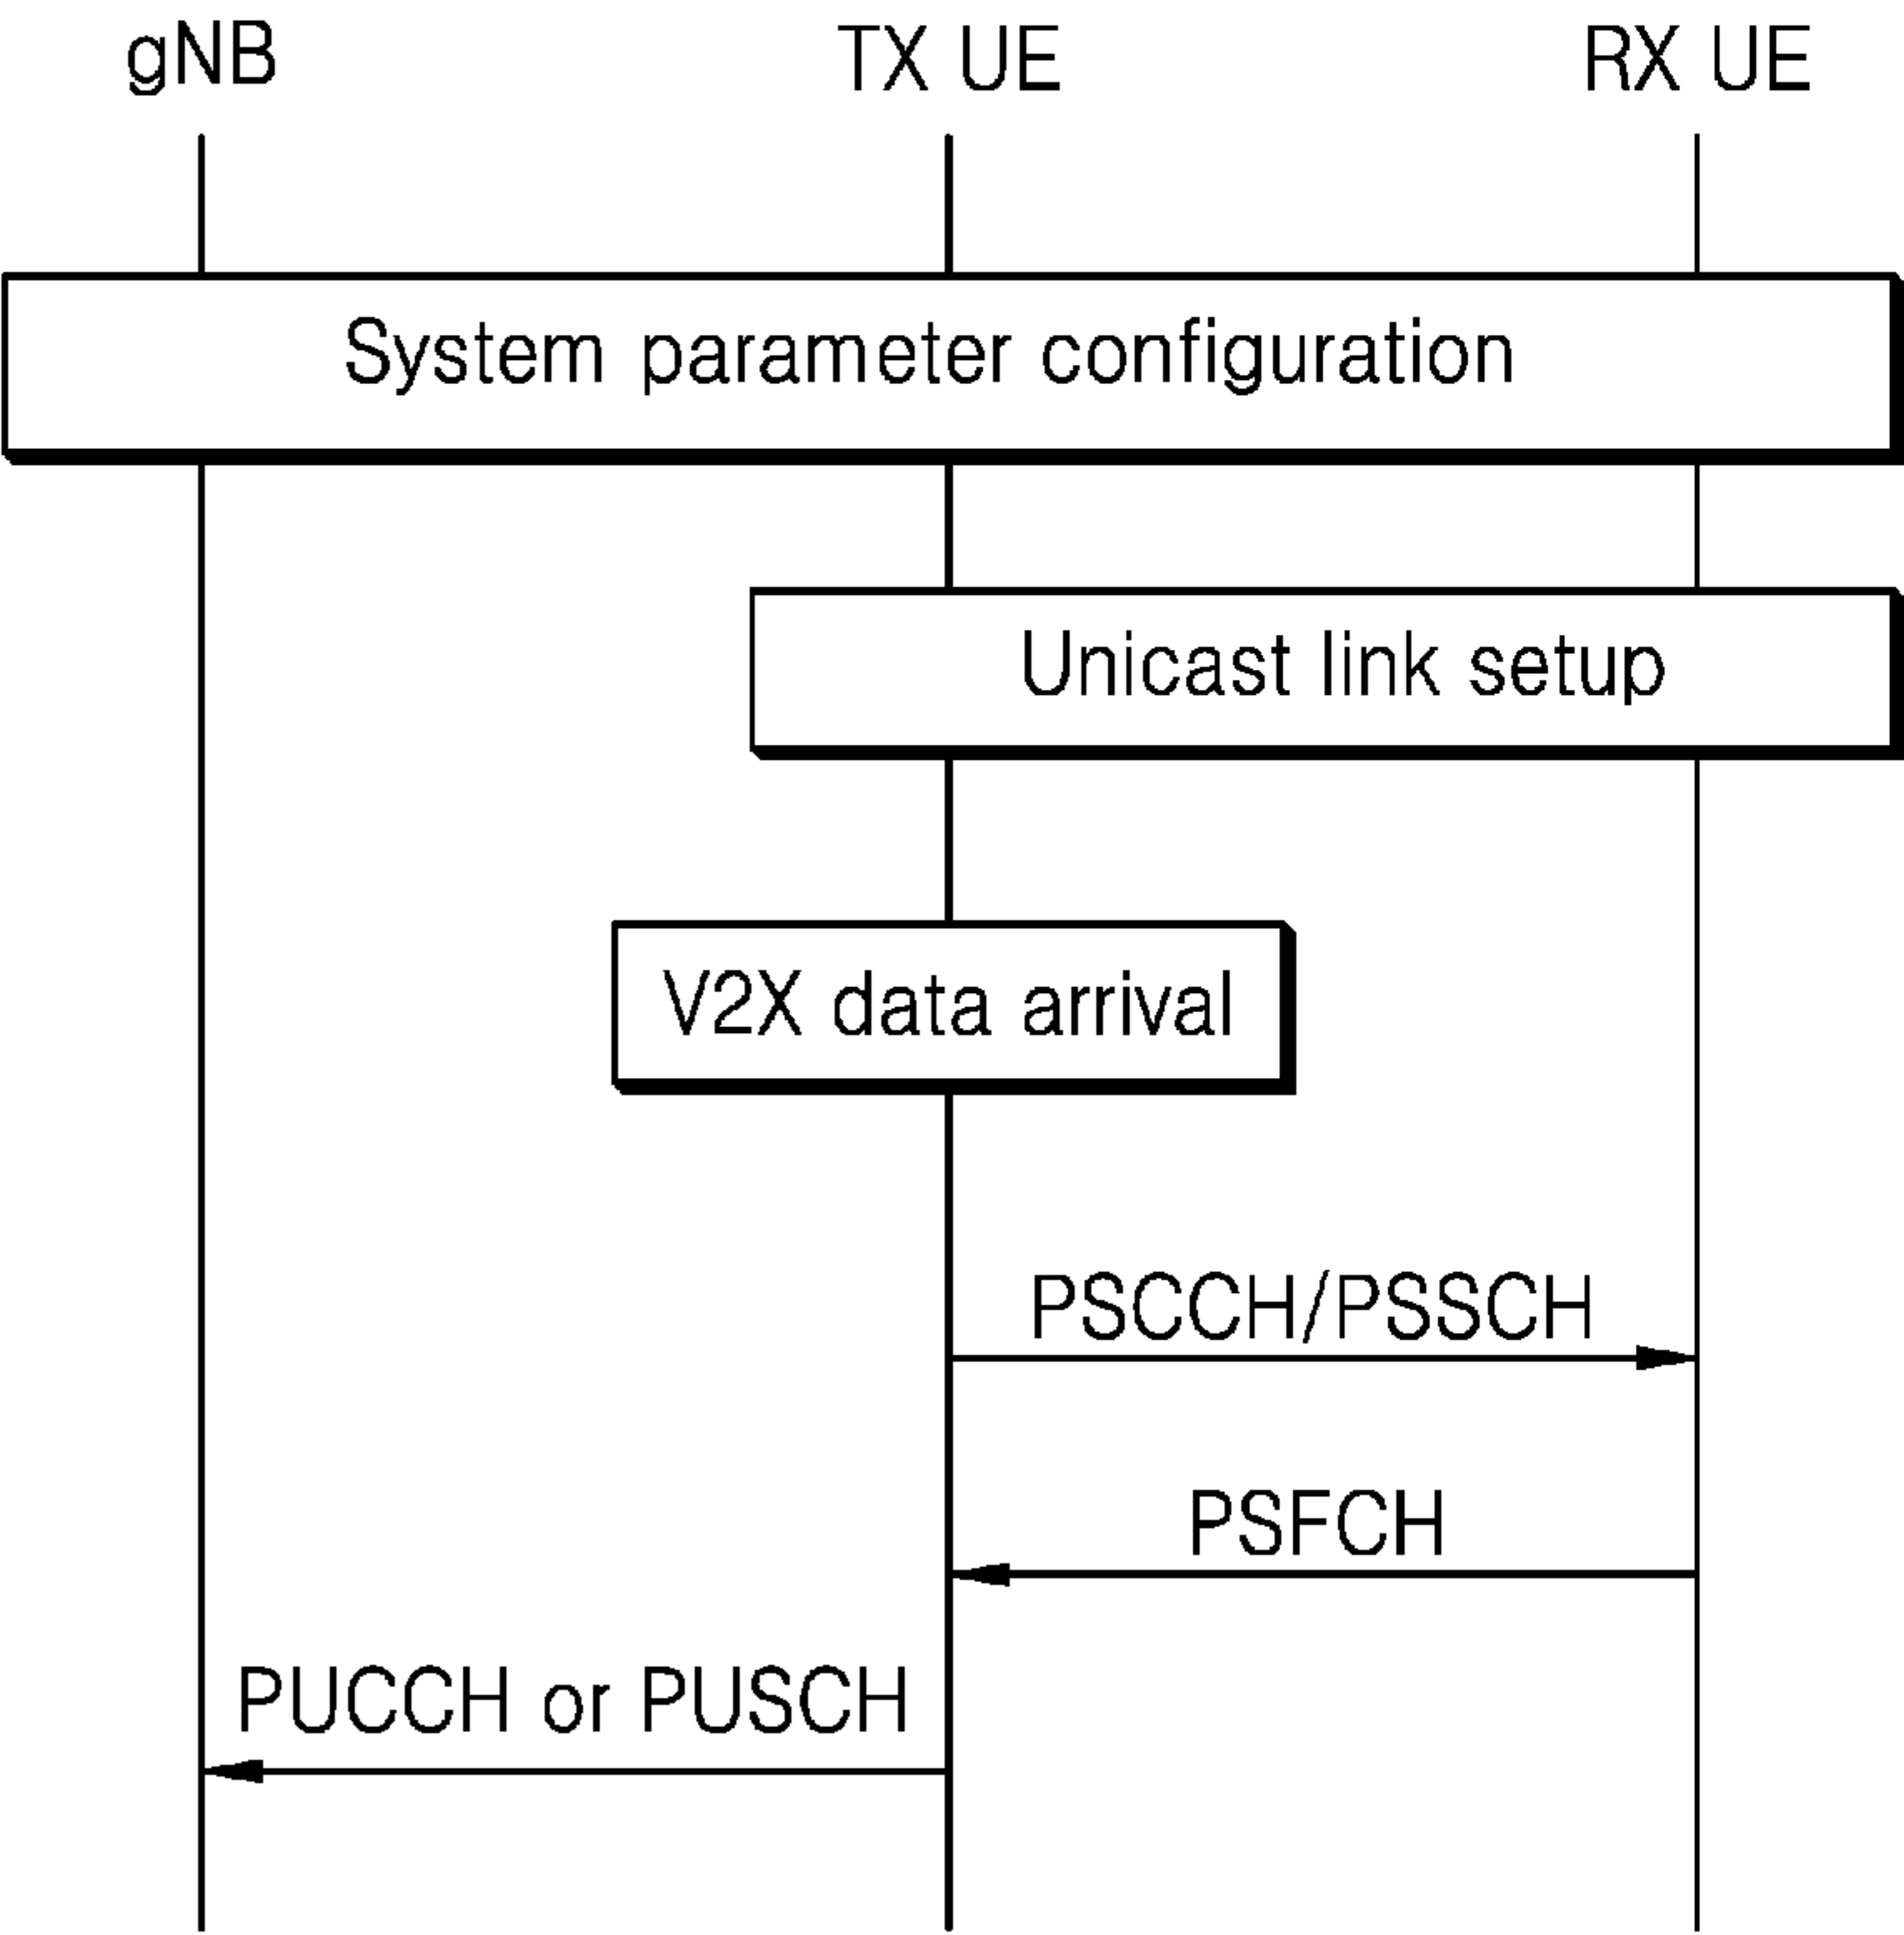 gNB
TX UE
RX UE
System parameter configuration
Unicast link setup
V2X data arrival
PSCCH/PSSCH
PSFCH
PUCCH or PUSCH